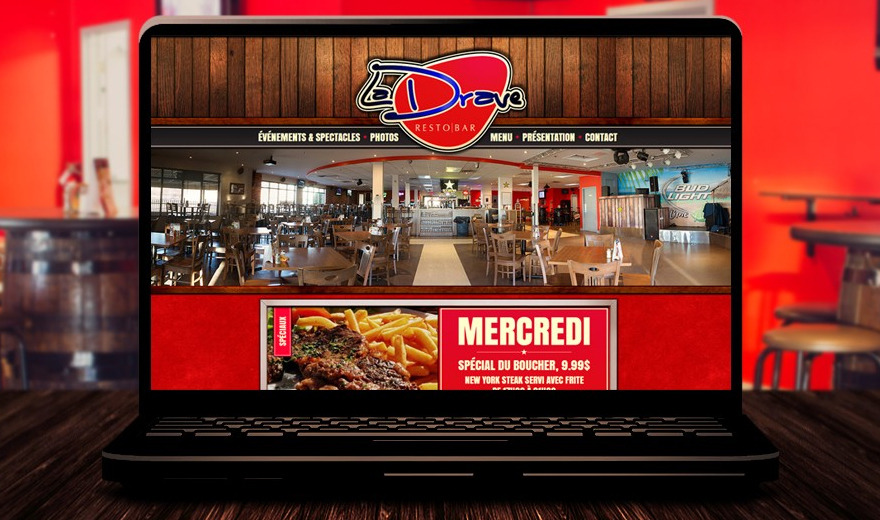 La Drave
RESTO|BAR
ÉVÉNEMENTS & SPECTACLES • PHOTOS
MENU • PRÉSENTATION • CONTACT
BUD
LIGHT
SPÉCIAUX
MERCREDI
SPÉCIAL DU BOUCHER, 9.99$
NEW YORK STEAK SERVI AVEC FRITE